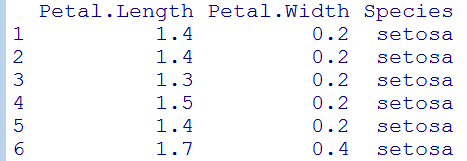 Petal.Length Petal.Width Species
1 1.4 0.2 setosa
2 1.4 0.2 setosa
3 1.3 0.2 setosa
4 1.5 0.2 setosa
5 1.4 0.2 setosa
6 1.7 0.4 setosa